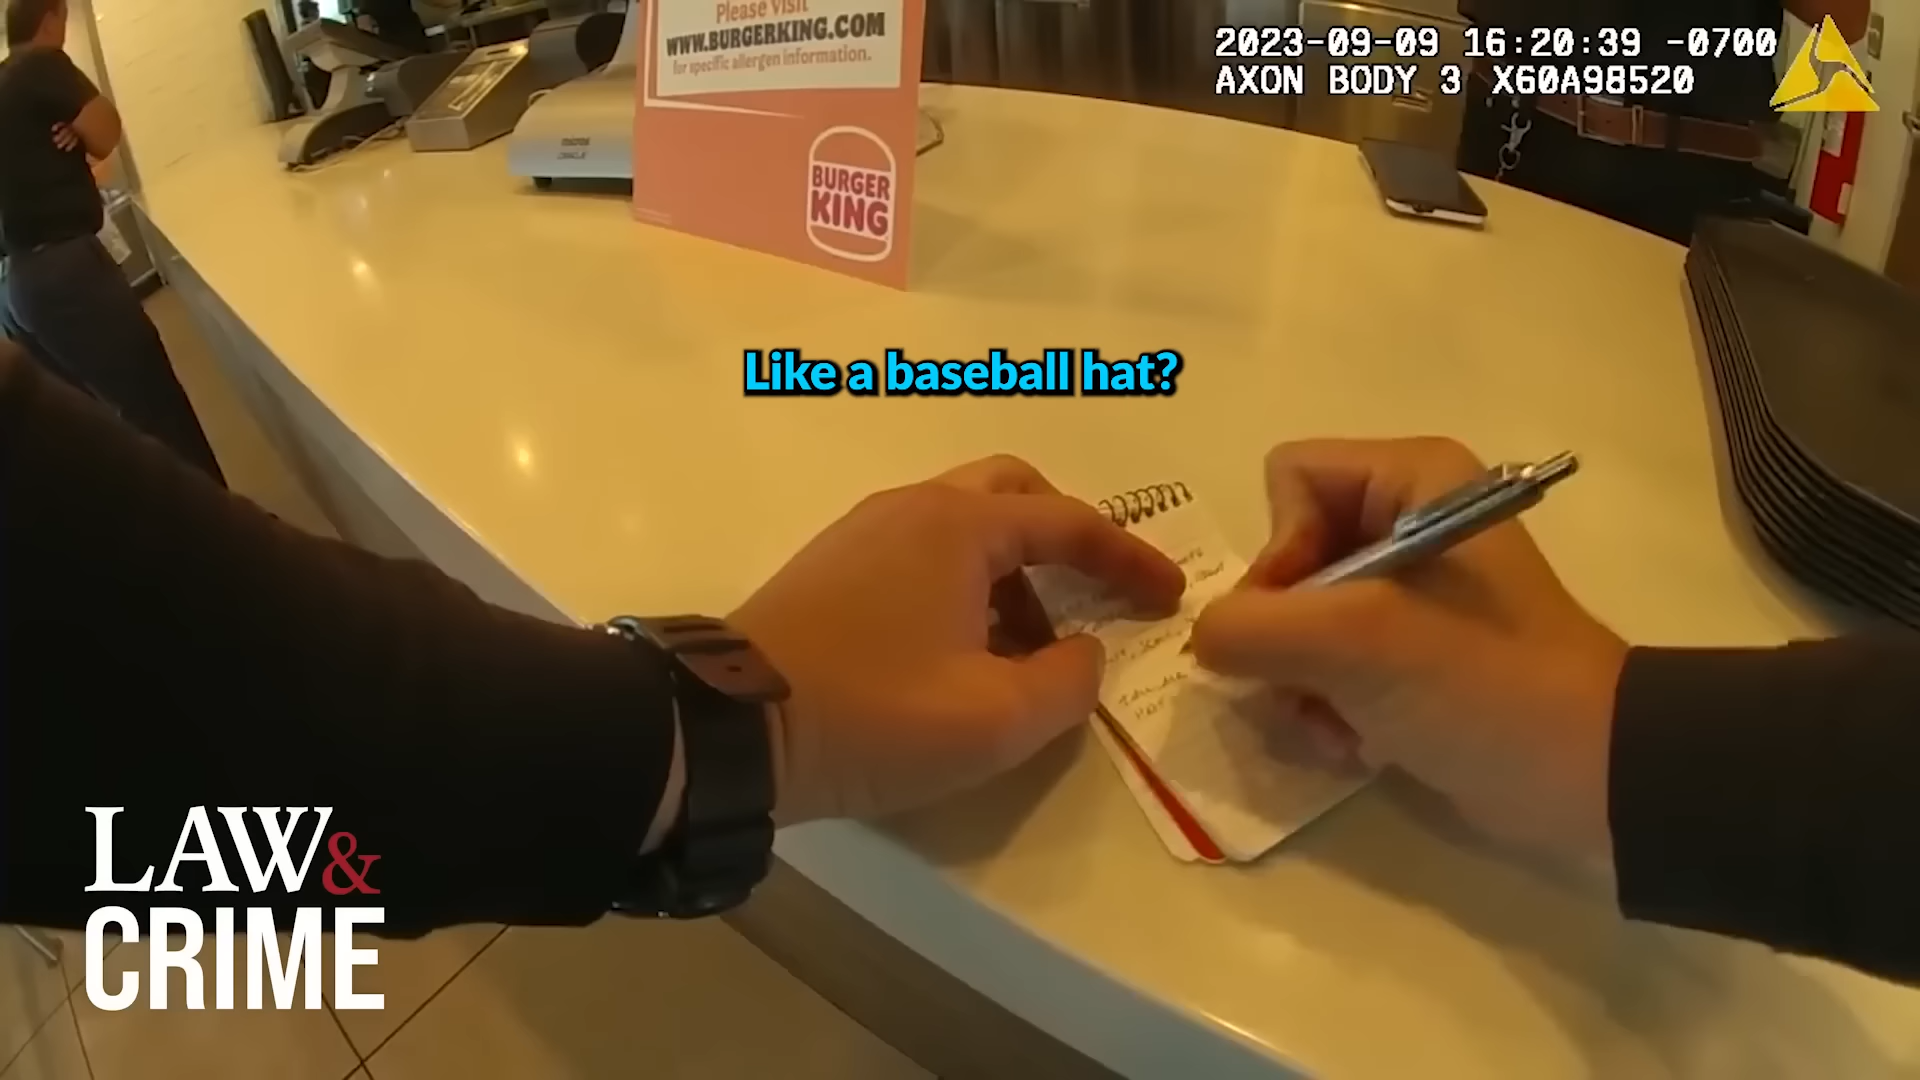 Please visit
WWW.BURGERKING.COM
for specific allergen information.
2023-09-09 16:20:39 -0700
AXON BODY 3 X60A98520
BURGER
KING
Like a baseball hat?
LAW&
CRIME